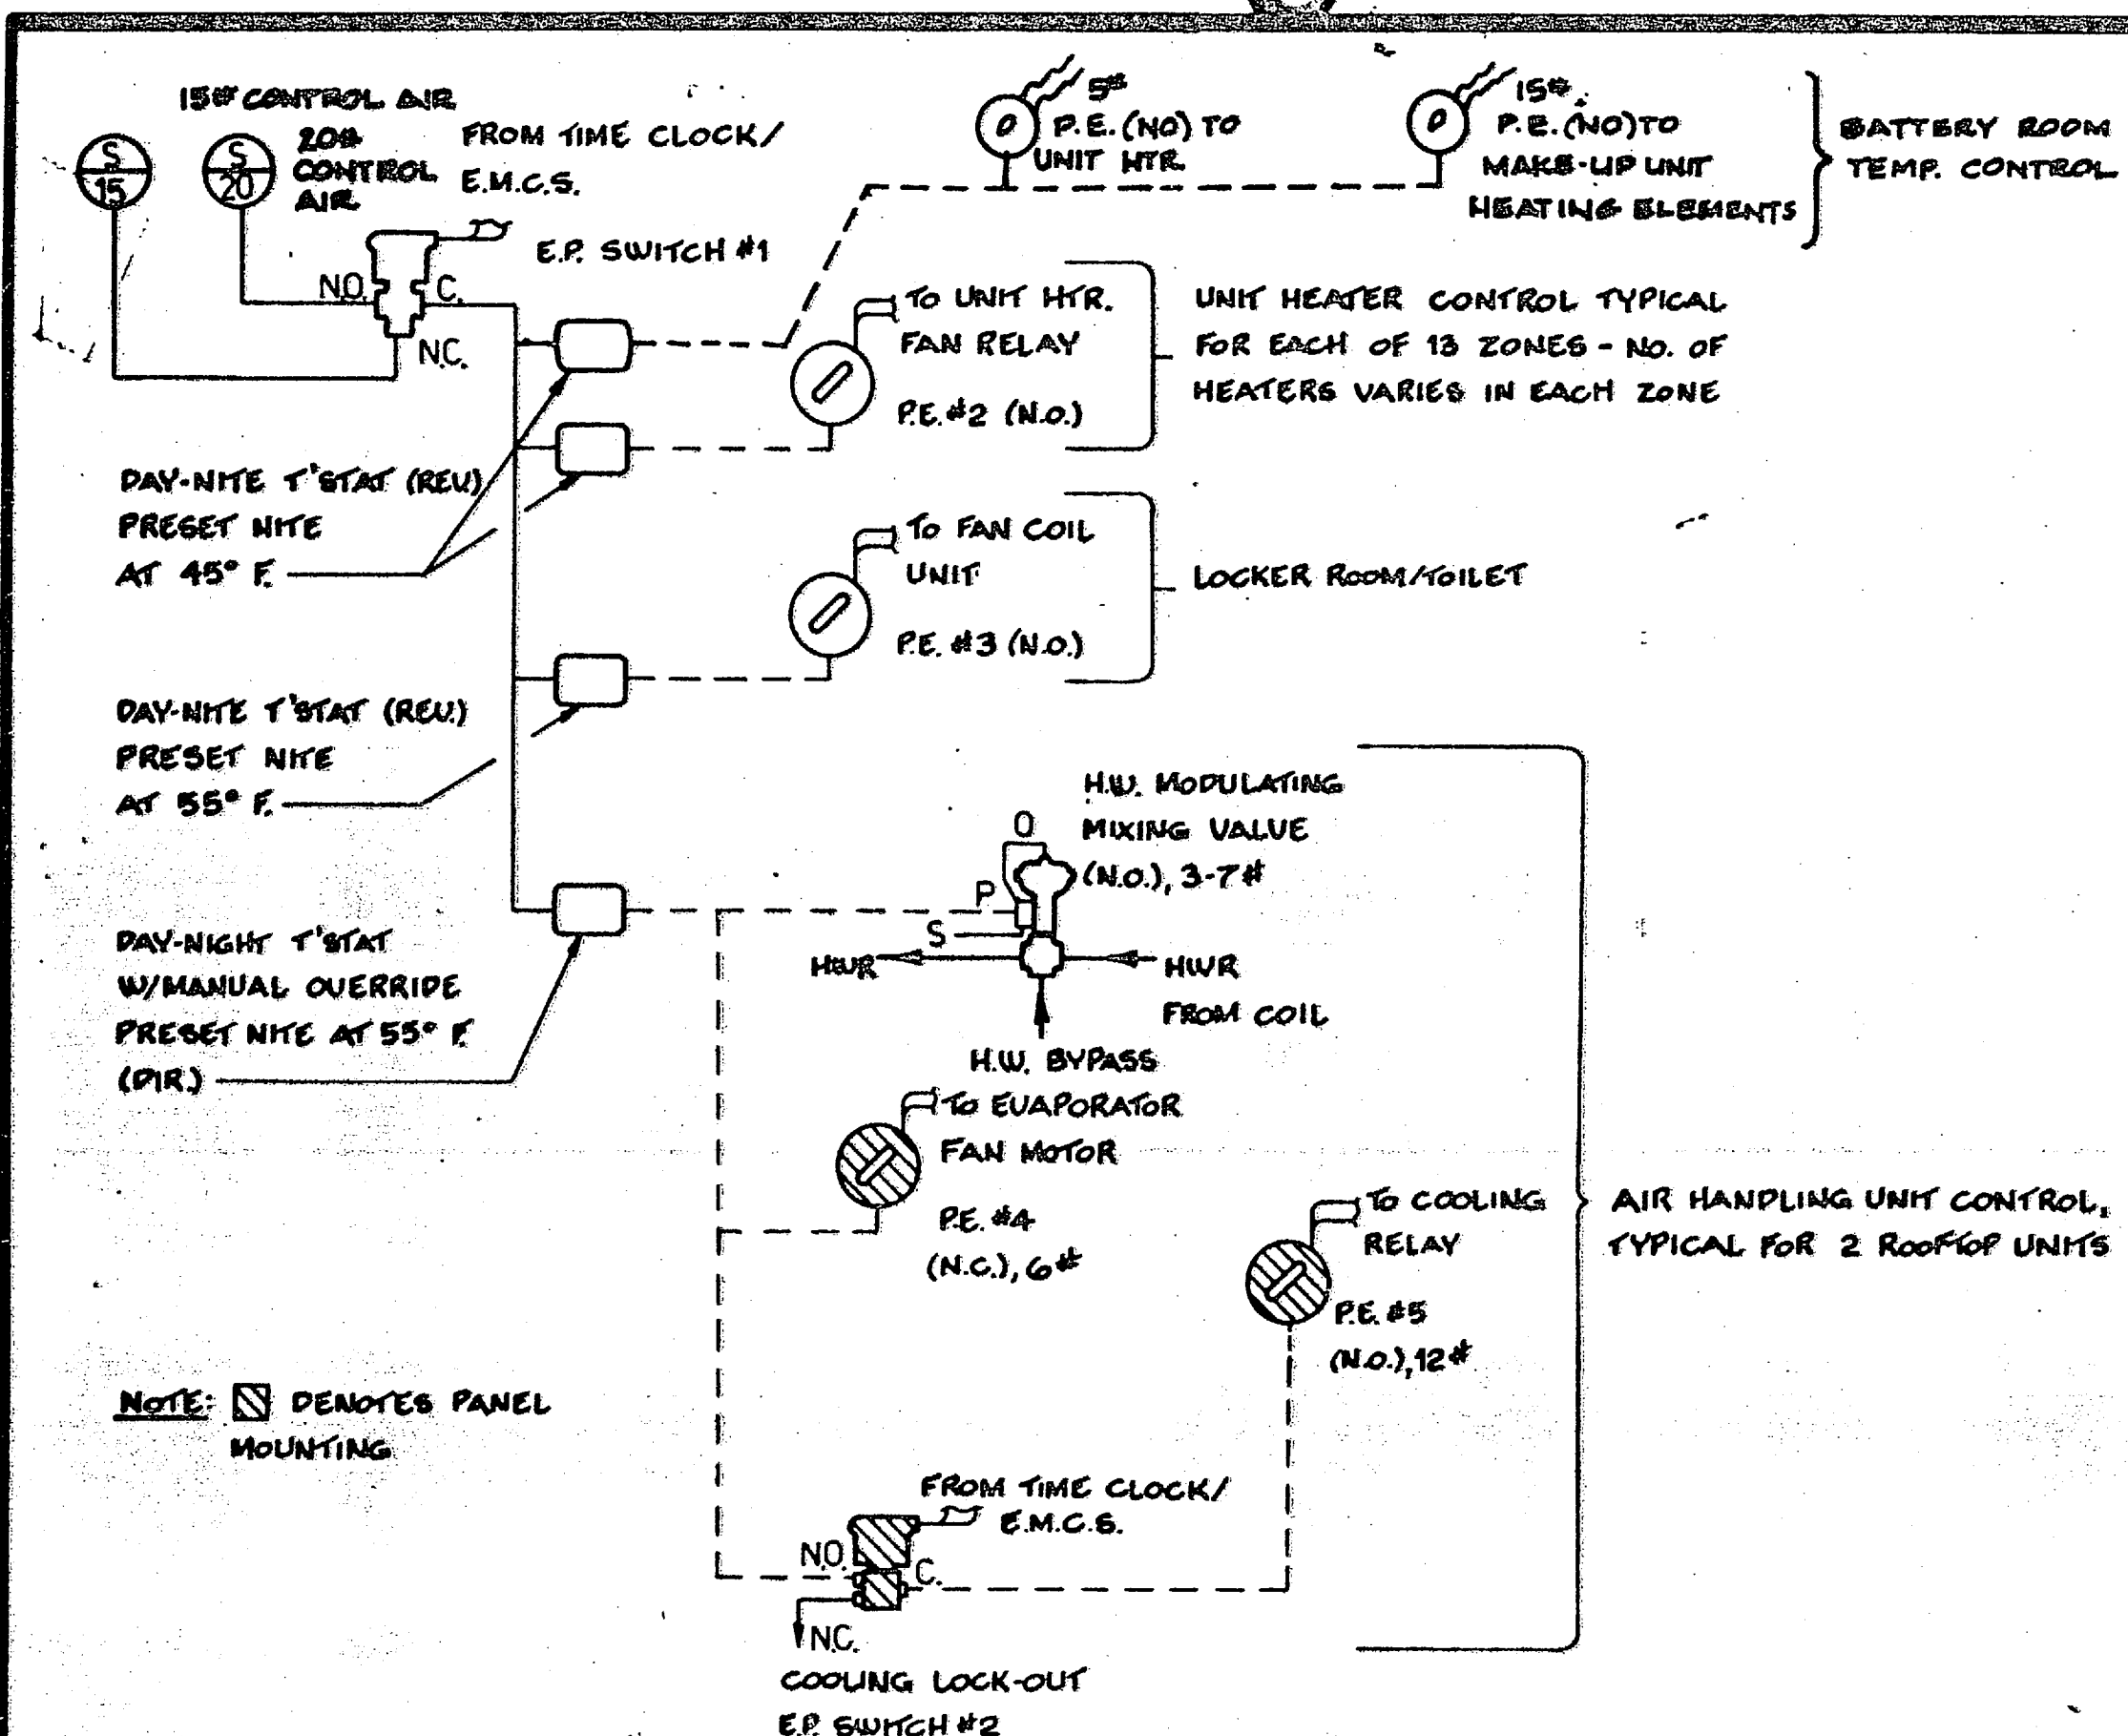 15# CONTROL AIR
S
15
S
20
20#
CONTROL
AIR
FROM TIME CLOCK/
E.M.C.S.
E.P. SWITCH #1
N.O.
C.
N.C.
5#
P.E. (NO) TO
UNIT HTR.
15#
P.E. (NO) TO
MAKE-UP UNIT
HEATING ELEMENTS
BATTERY ROOM
TEMP. CONTROL
TO UNIT HTR.
FAN RELAY
P.E. #2 (N.O.)
UNIT HEATER CONTROL TYPICAL
FOR EACH OF 13 ZONES - NO. OF
HEATERS VARIES IN EACH ZONE
DAY-NITE T'STAT (REV)
PRESET NITE
AT 45° F.
TO FAN COIL
UNIT
P.E. #3 (N.O.)
LOCKER ROOM/TOILET
DAY-NITE T'STAT (REV.)
PRESET NITE
AT 55° F.
H.W. MODULATING
MIXING VALUE
(N.O.), 3-7#
O
P
S
HWR
HWR
FROM COIL
H.W. BYPASS
DAY-NIGHT T'STAT
W/MANUAL OVERRIDE
PRESET NITE AT 55° F.
(DIR.)
TO EVAPORATOR
FAN MOTOR
P.E. #4
(N.C.), 6#
TO COOLING
RELAY
P.E. #5
(N.O.), 12#
AIR HANDLING UNIT CONTROL,
TYPICAL FOR 2 ROOFTOP UNITS
NOTE: DENOTES PANEL
MOUNTING
FROM TIME CLOCK/
E.M.C.S.
N.O.
C.
N.C.
COOLING LOCK-OUT
E.P. SWITCH #2